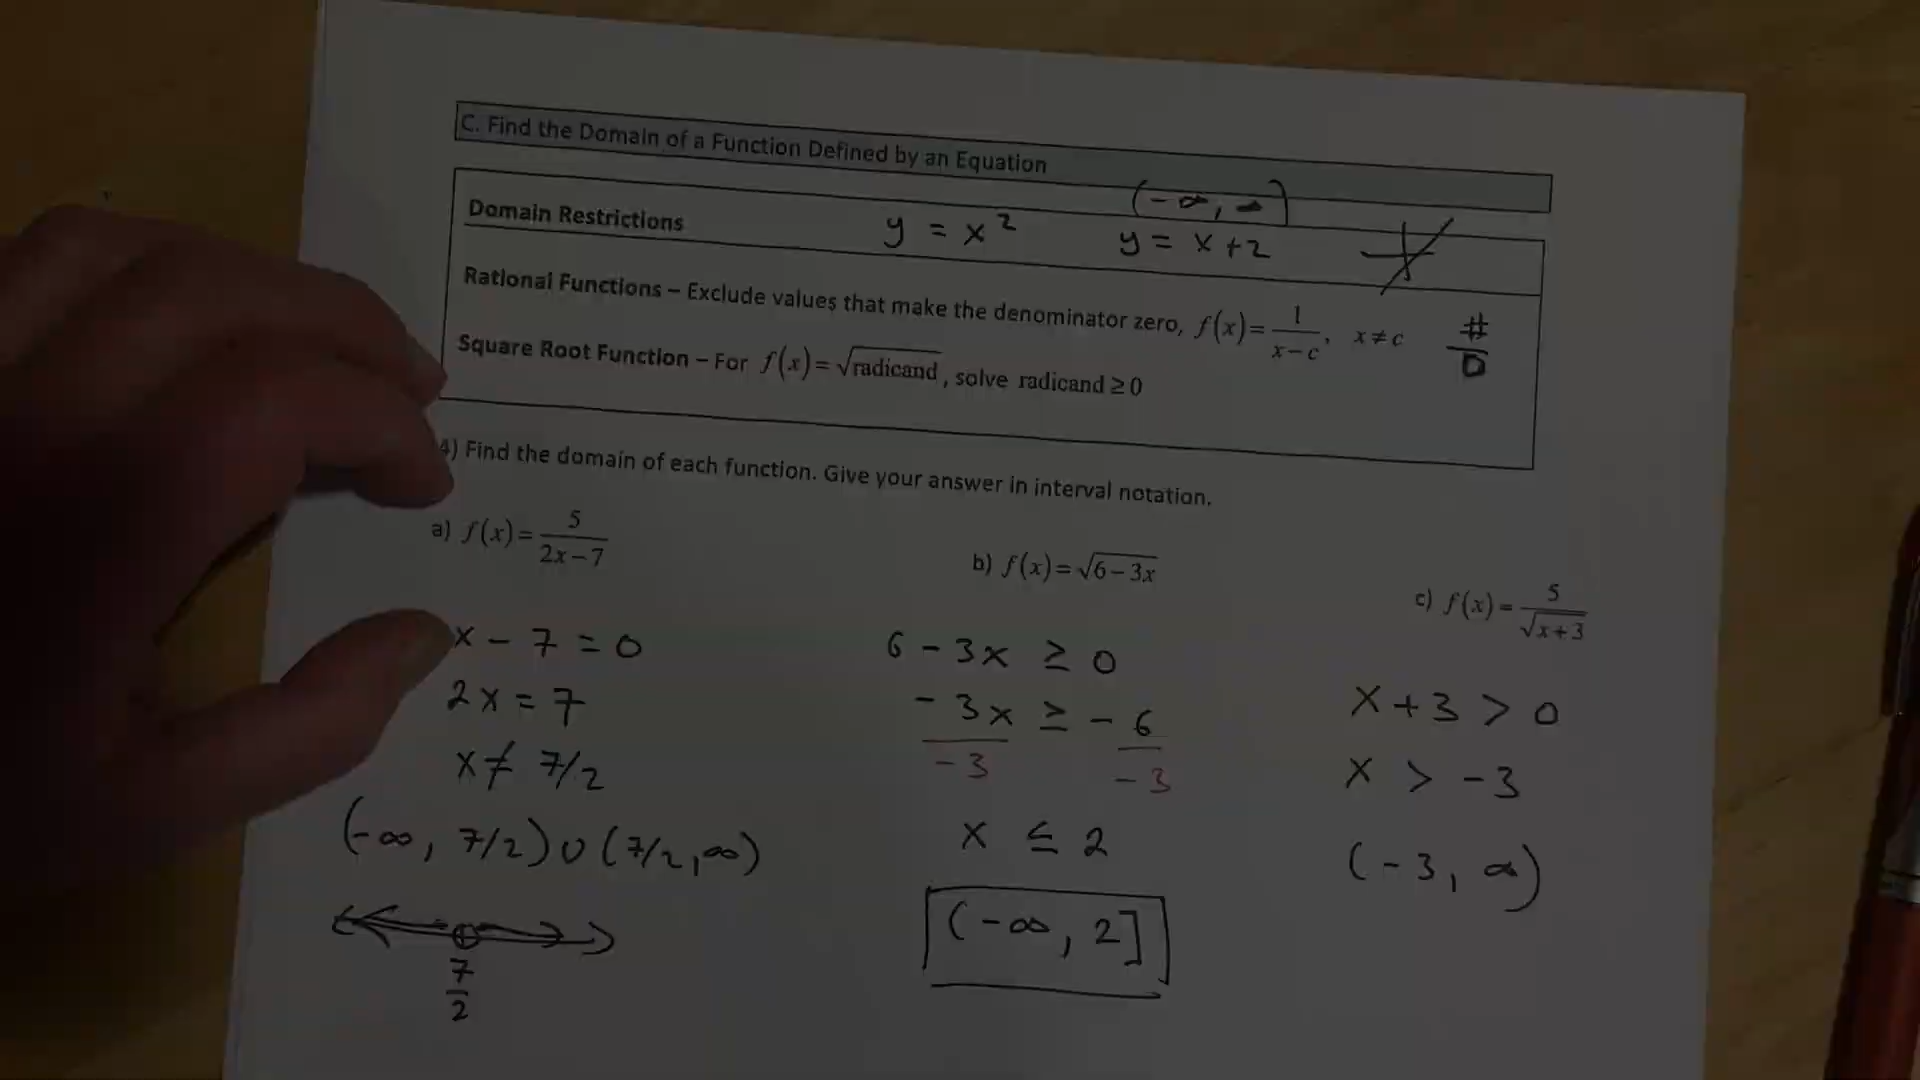 C. Find the Domain of a Function Defined by an Equation
(-∞, ∞)
Domain Restrictions y = x² y = x + 2
Rational Functions – Exclude values that make the denominator zero, f(x) = 1/(x − c), x ≠ c #/0
Square Root Function – For f(x) = √radicand, solve radicand ≥ 0
4) Find the domain of each function. Give your answer in interval notation.
a) f(x) = 5/(2x − 7)
x - 7 = 0
2x = 7
x ≠ 7/2
(-∞, 7/2) ∪ (7/2, ∞)
7/2
b) f(x) = √(6 − 3x)
6 - 3x ≥ 0
-3x ≥ -6
-3 -3
x ≤ 2
(-∞, 2]
c) f(x) = 5/√(x + 3)
x + 3 > 0
x > -3
(-3, ∞)